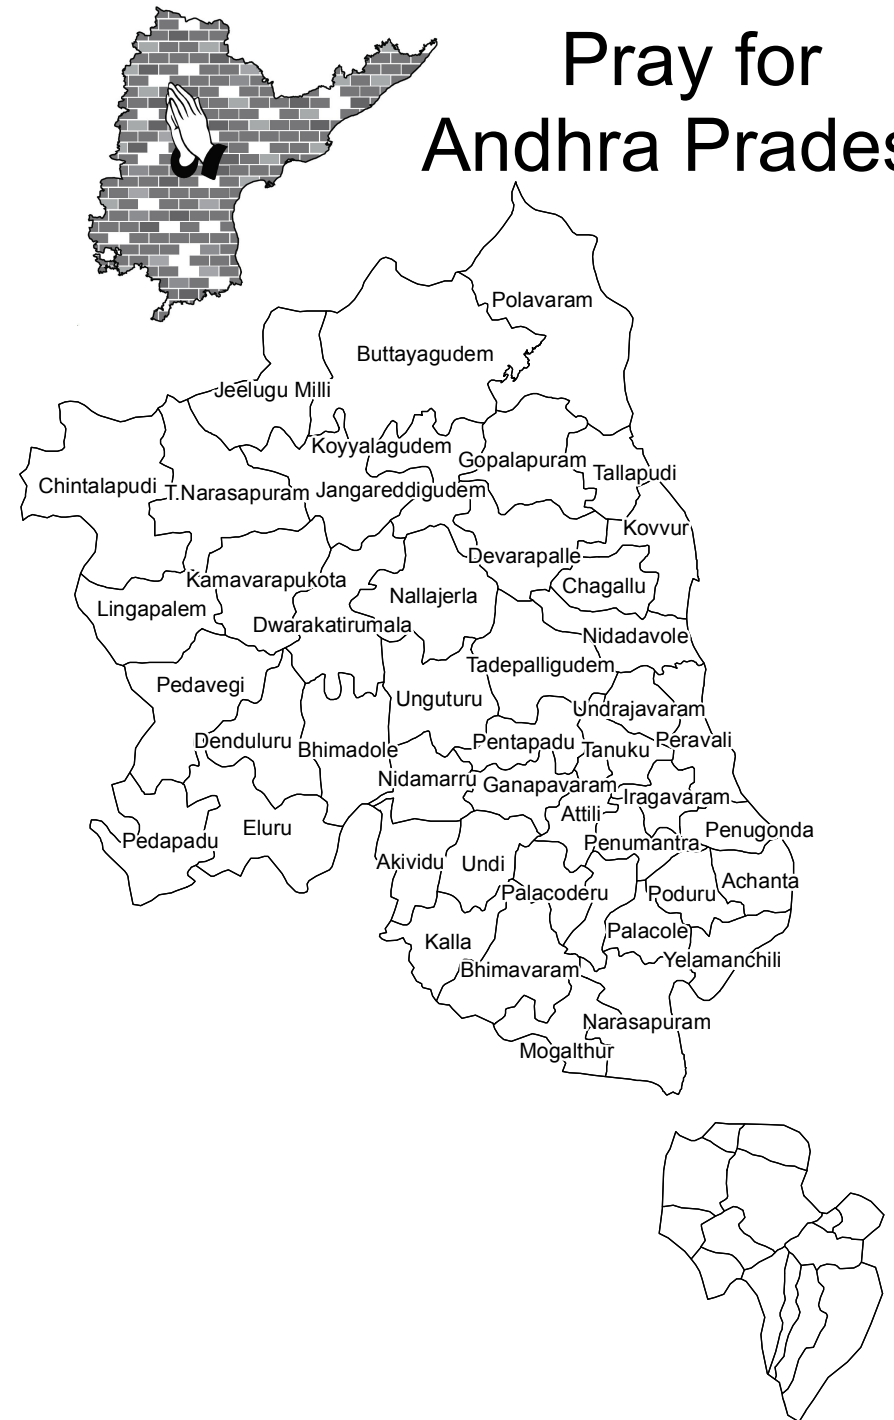 Pray for
Andhra Prades
Polavaram
Buttayagudem
Jeelugu Milli
Koyyalagudem
Gopalapuram
Tallapudi
Chintalapudi
T.Narasapuram
Jangareddigudem
Kovvur
Devarapalle
Kamavarapukota
Chagallu
Nallajerla
Lingapalem
Dwarakatirumala
Nidadavole
Tadepalligudem
Pedavegi
Unguturu
Undrajavaram
Denduluru
Bhimadole
Pentapadu
Tanuku
Peravali
Nidamarru
Ganapavaram
Iragavaram
Attili
Eluru
Pedapadu
Penumantra
Penugonda
Akividu
Undi
Achanta
Palacoderu
Poduru
Palacole
Kalla
Yelamanchili
Bhimavaram
Narasapuram
Mogalthur